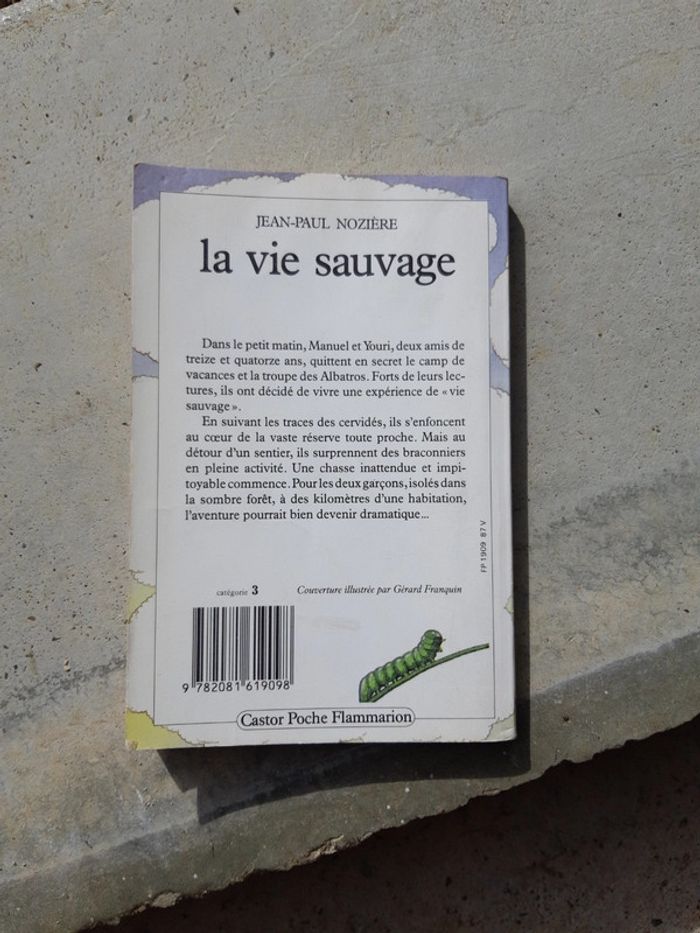 JEAN-PAUL NOZIÈRE
la vie sauvage
Dans le petit matin, Manuel et Youri, deux amis de
treize et quatorze ans, quittent en secret le camp de
vacances et la troupe des Albatros. Forts de leurs lec-
tures, ils ont décidé de vivre une expérience de « vie
sauvage ».
En suivant les traces des cervidés, ils s'enfoncent
au cœur de la vaste réserve toute proche. Mais au
détour d'un sentier, ils surprennent des braconniers
en pleine activité. Une chasse inattendue et impi-
toyable commence. Pour les deux garçons, isolés dans
la sombre forêt, à des kilomètres d'une habitation,
l'aventure pourrait bien devenir dramatique...
FP 1909 87 V
catégorie 3
Couverture illustrée par Gérard Franquin
9 782081 619098
Castor Poche Flammarion